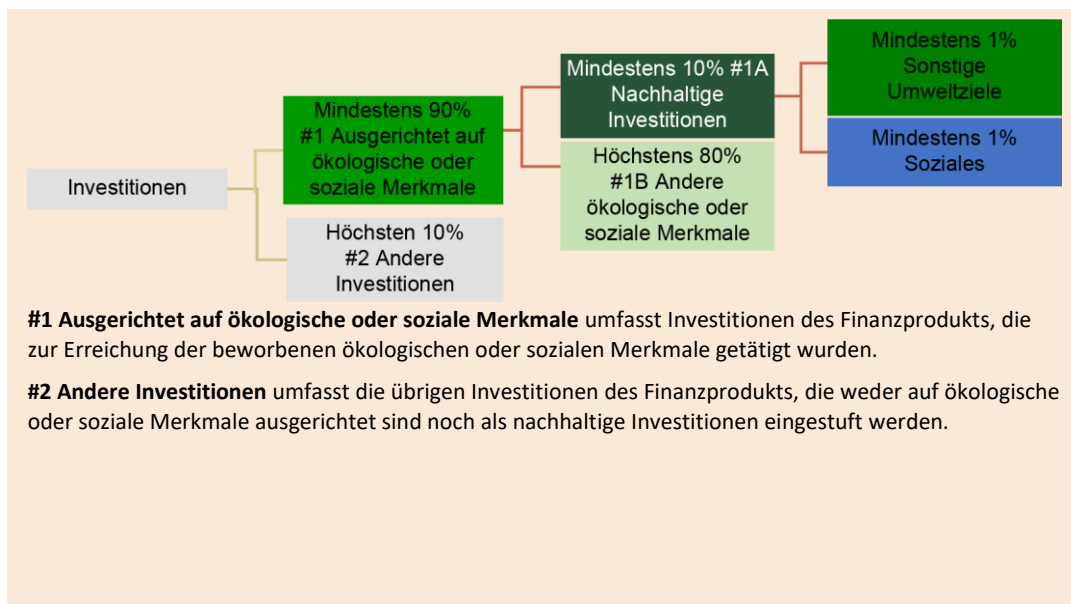 Investitionen
Mindestens 90%
#1 Ausgerichtet auf
ökologische oder
soziale Merkmale
Höchsten 10%
#2 Andere
Investitionen
Mindestens 10% #1A
Nachhaltige
Investitionen
Höchstens 80%
#1B Andere
ökologische oder
soziale Merkmale
Mindestens 1%
Sonstige
Umweltziele
Mindestens 1%
Soziales
#1 Ausgerichtet auf ökologische oder soziale Merkmale umfasst Investitionen des Finanzprodukts, die
zur Erreichung der beworbenen ökologischen oder sozialen Merkmale getätigt wurden.
#2 Andere Investitionen umfasst die übrigen Investitionen des Finanzprodukts, die weder auf ökologische
oder soziale Merkmale ausgerichtet sind noch als nachhaltige Investitionen eingestuft werden.